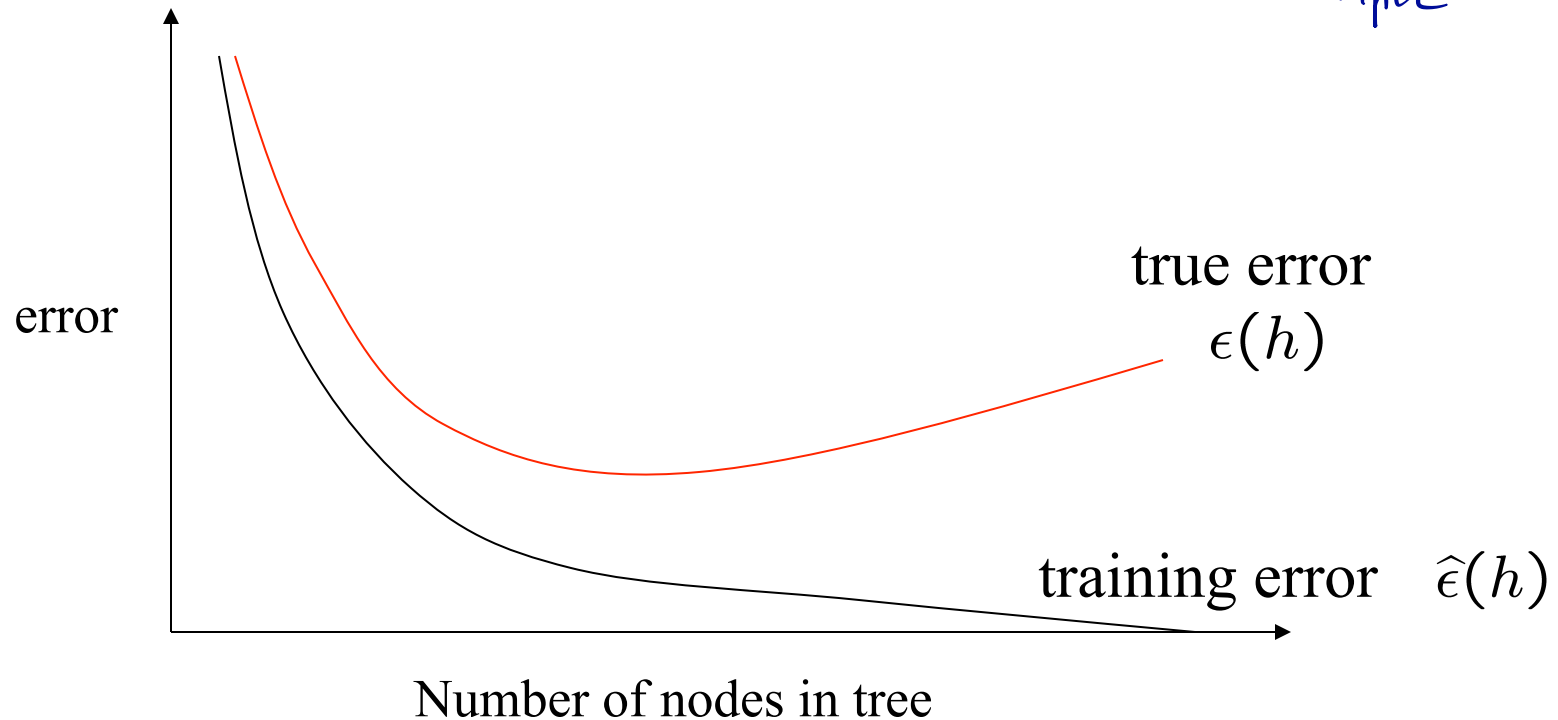 error
true error
ϵ(h)
training error ϵ̂(h)
Number of nodes in tree